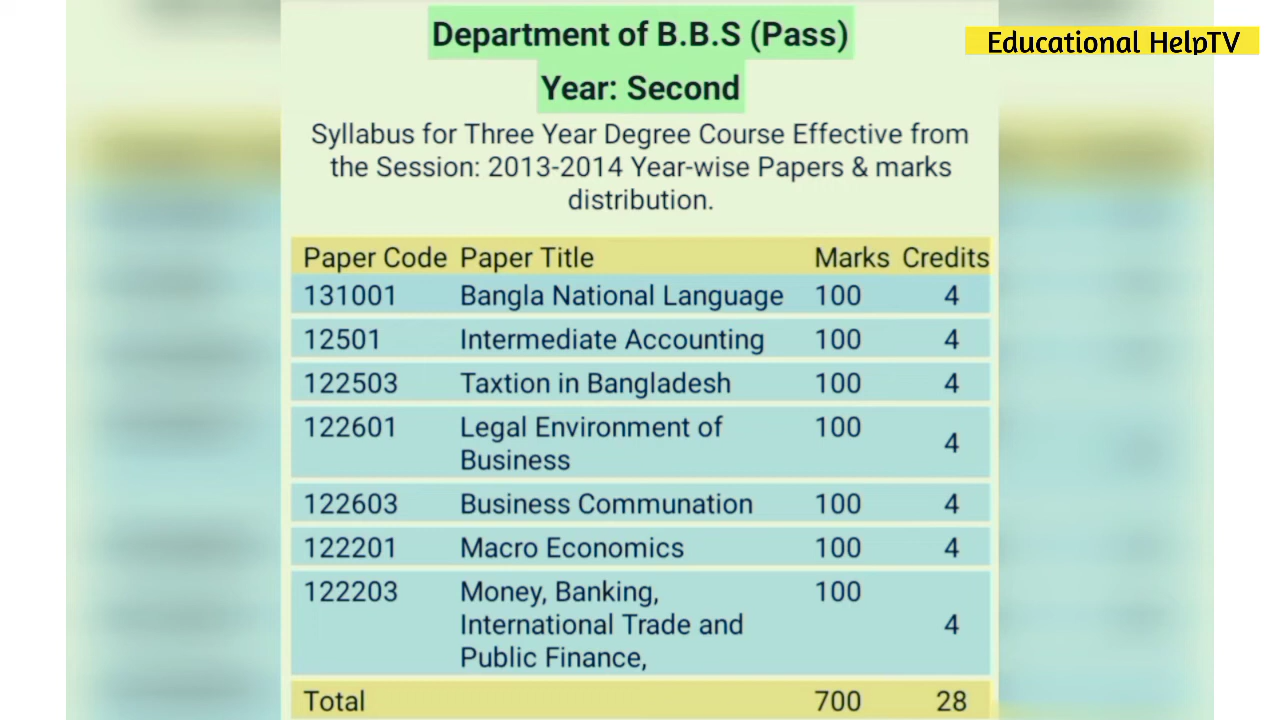 Department of B.B.S (Pass)
Educational HelpTV
Year: Second
Syllabus for Three Year Degree Course Effective from
the Session: 2013-2014 Year-wise Papers & marks
distribution.
Paper Code Paper Title Marks Credits
131001 Bangla National Language 100 4
12501 Intermediate Accounting 100 4
122503 Taxtion in Bangladesh 100 4
122601 Legal Environment of 100 4
Business
122603 Business Communation 100 4
122201 Macro Economics 100 4
122203 Money, Banking, 100
International Trade and 4
Public Finance,
Total 700 28